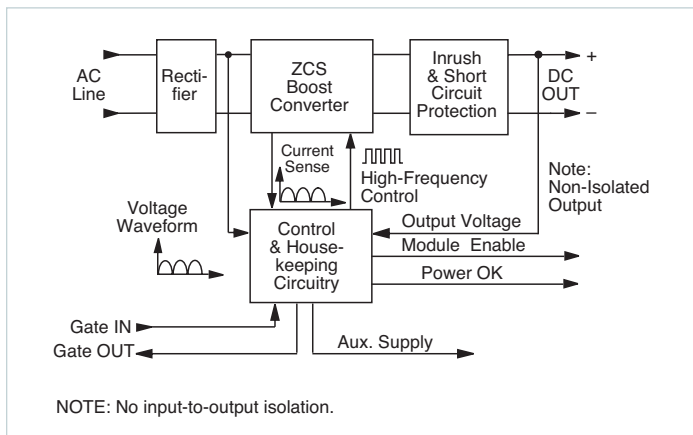 AC
Line
Recti-
fier
ZCS
Boost
Converter
Inrush
& Short
Circuit
Protection
+
DC
OUT
–
Current
Sense
High-Frequency
Control
Note:
Non-Isolated
Output
Voltage
Waveform
Control
& House-
keeping
Circuitry
Output Voltage
Module Enable
Power OK
Gate IN
Gate OUT
Aux. Supply
NOTE: No input-to-output isolation.